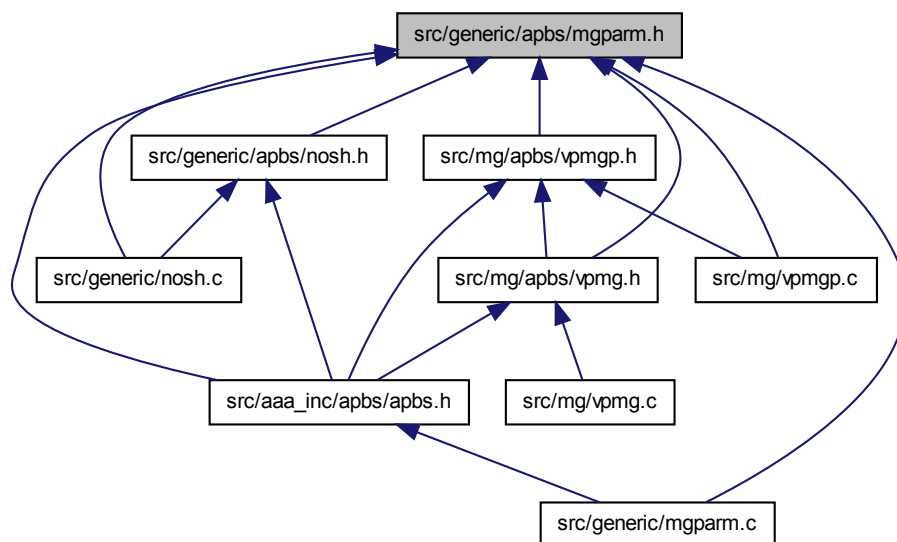 src/generic/apbs/mgparm.h
src/generic/apbs/nosh.h
src/mg/apbs/vpmgp.h
src/generic/nosh.c
src/mg/apbs/vpmg.h
src/mg/vpmgp.c
src/aaa_inc/apbs/apbs.h
src/mg/vpmg.c
src/generic/mgparm.c